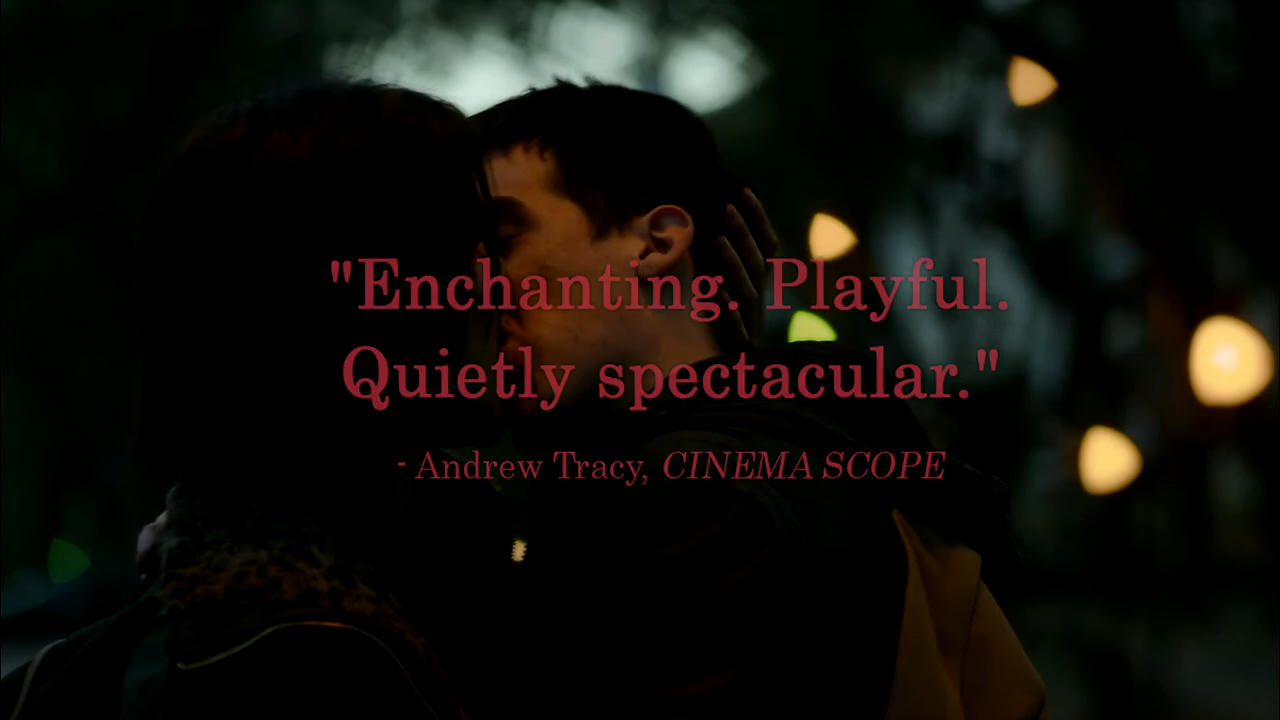 "Enchanting. Playful.
Quietly spectacular."
- Andrew Tracy, CINEMA SCOPE